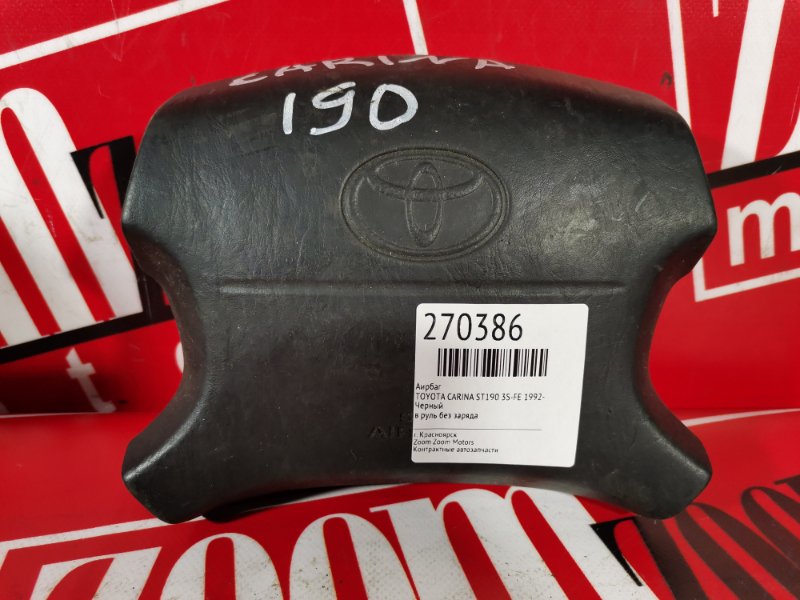 CARINA
190
270386
Аирбаг
TOYOTA CARINA ST190 3S-FE 1992-
Черный
в руль без заряда
г. Красноярск
Zoom Zoom Motors
Контрактные автозапчасти
zoom